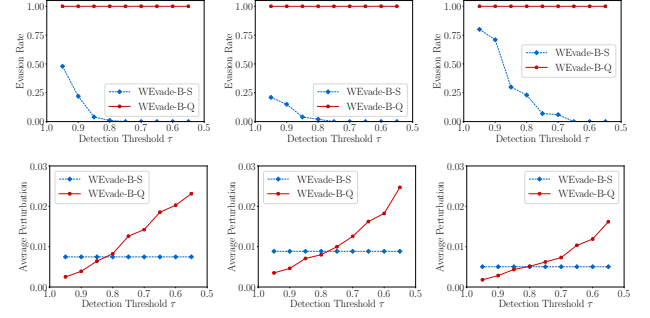 1.00
0.75
0.50
0.25
0.00
Evasion Rate
WEvade-B-S
WEvade-B-Q
1.0 0.9 0.8 0.7 0.6 0.5
Detection Threshold τ
1.00
0.75
0.50
0.25
0.00
Evasion Rate
WEvade-B-S
WEvade-B-Q
1.0 0.9 0.8 0.7 0.6 0.5
Detection Threshold τ
1.00
0.75
0.50
0.25
0.00
Evasion Rate
WEvade-B-S
WEvade-B-Q
1.0 0.9 0.8 0.7 0.6 0.5
Detection Threshold τ
0.03
0.02
0.01
0.00
Average Perturbation
WEvade-B-S
WEvade-B-Q
1.0 0.9 0.8 0.7 0.6 0.5
Detection Threshold τ
0.03
0.02
0.01
0.00
Average Perturbation
WEvade-B-S
WEvade-B-Q
1.0 0.9 0.8 0.7 0.6 0.5
Detection Threshold τ
0.03
0.02
0.01
0.00
Average Perturbation
WEvade-B-S
WEvade-B-Q
1.0 0.9 0.8 0.7 0.6 0.5
Detection Threshold τ